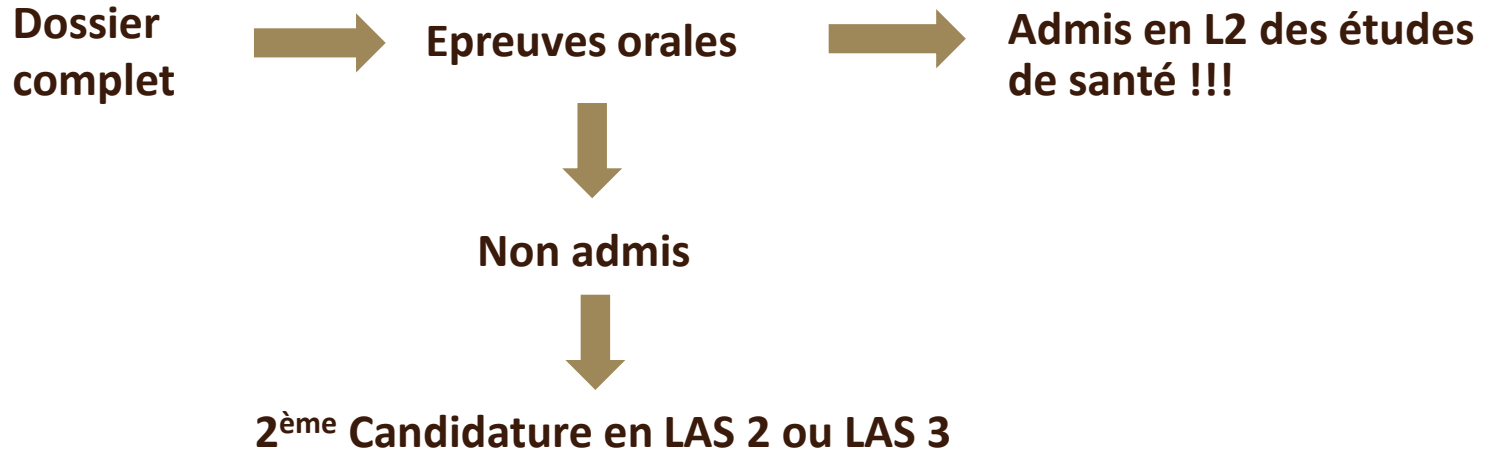 Dossier
complet
Epreuves orales
Admis en L2 des études
de santé !!!
Non admis
2ème Candidature en LAS 2 ou LAS 3